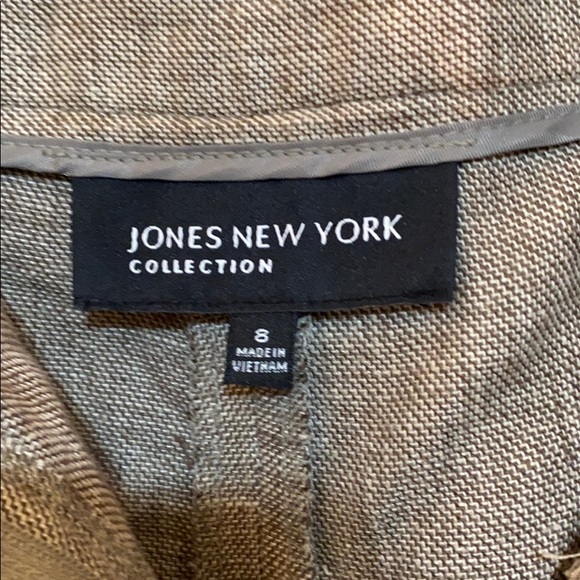 JONES NEW YORK
COLLECTION
8
MADE IN
VIETNAM